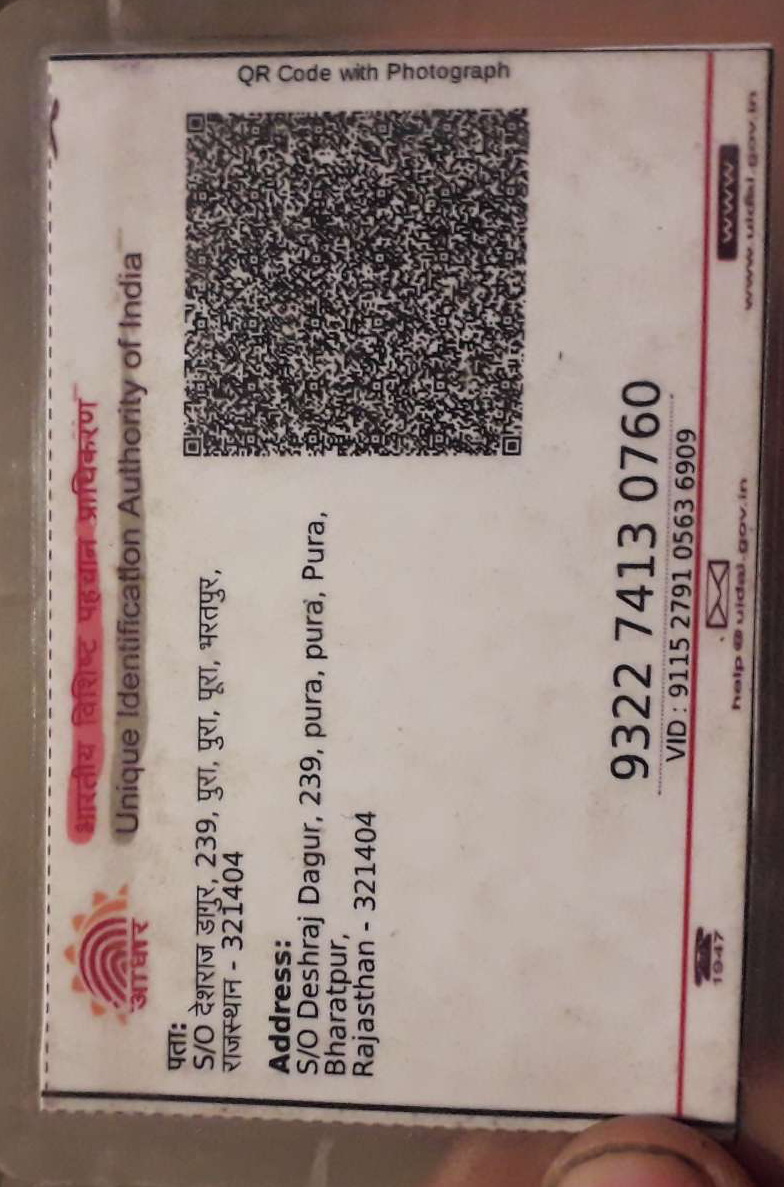 भारतीय विशिष्ट पहचान प्राधिकरण
Unique Identification Authority of India
आधार
QR Code with Photograph
पता:
S/O देशराज डागुर, 239, पुरा, पुरा, पूरा, भरतपुर,
राजस्थान - 321404
Address:
S/O Deshraj Dagur, 239, pura, pura, Pura,
Bharatpur,
Rajasthan - 321404
9322 7413 0760
VID : 9115 2791 0563 6909
1947
help@uidai.gov.in
www
www.uidai.gov.in